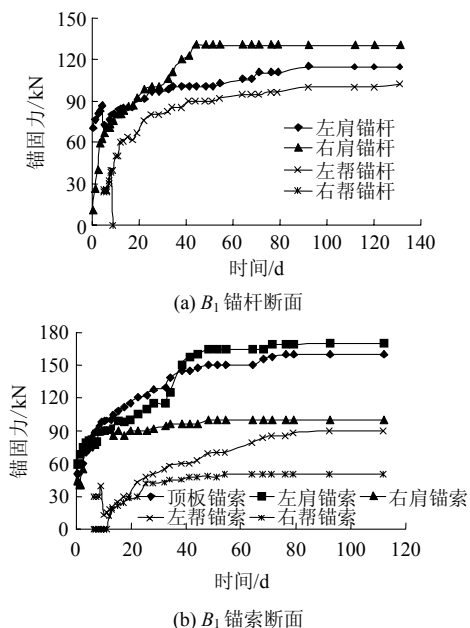 150
120
90
60
30
0
锚固力/kN
左肩锚杆
右肩锚杆
左帮锚杆
右帮锚杆
0 20 40 60 80 100 120 140
时间/d
(a) B₁ 锚杆断面
180
150
120
90
60
30
0
锚固力/kN
顶板锚索 左肩锚索 右肩锚索
左帮锚索 右帮锚索
0 20 40 60 80 100 120
时间/d
(b) B₁ 锚索断面